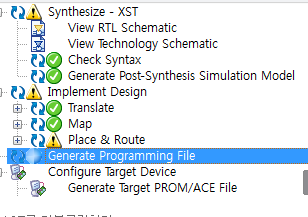 Synthesize - XST
View RTL Schematic
View Technology Schematic
Check Syntax
Generate Post-Synthesis Simulation Model
Implement Design
Translate
Map
Place & Route
Generate Programming File
Configure Target Device
Generate Target PROM/ACE File